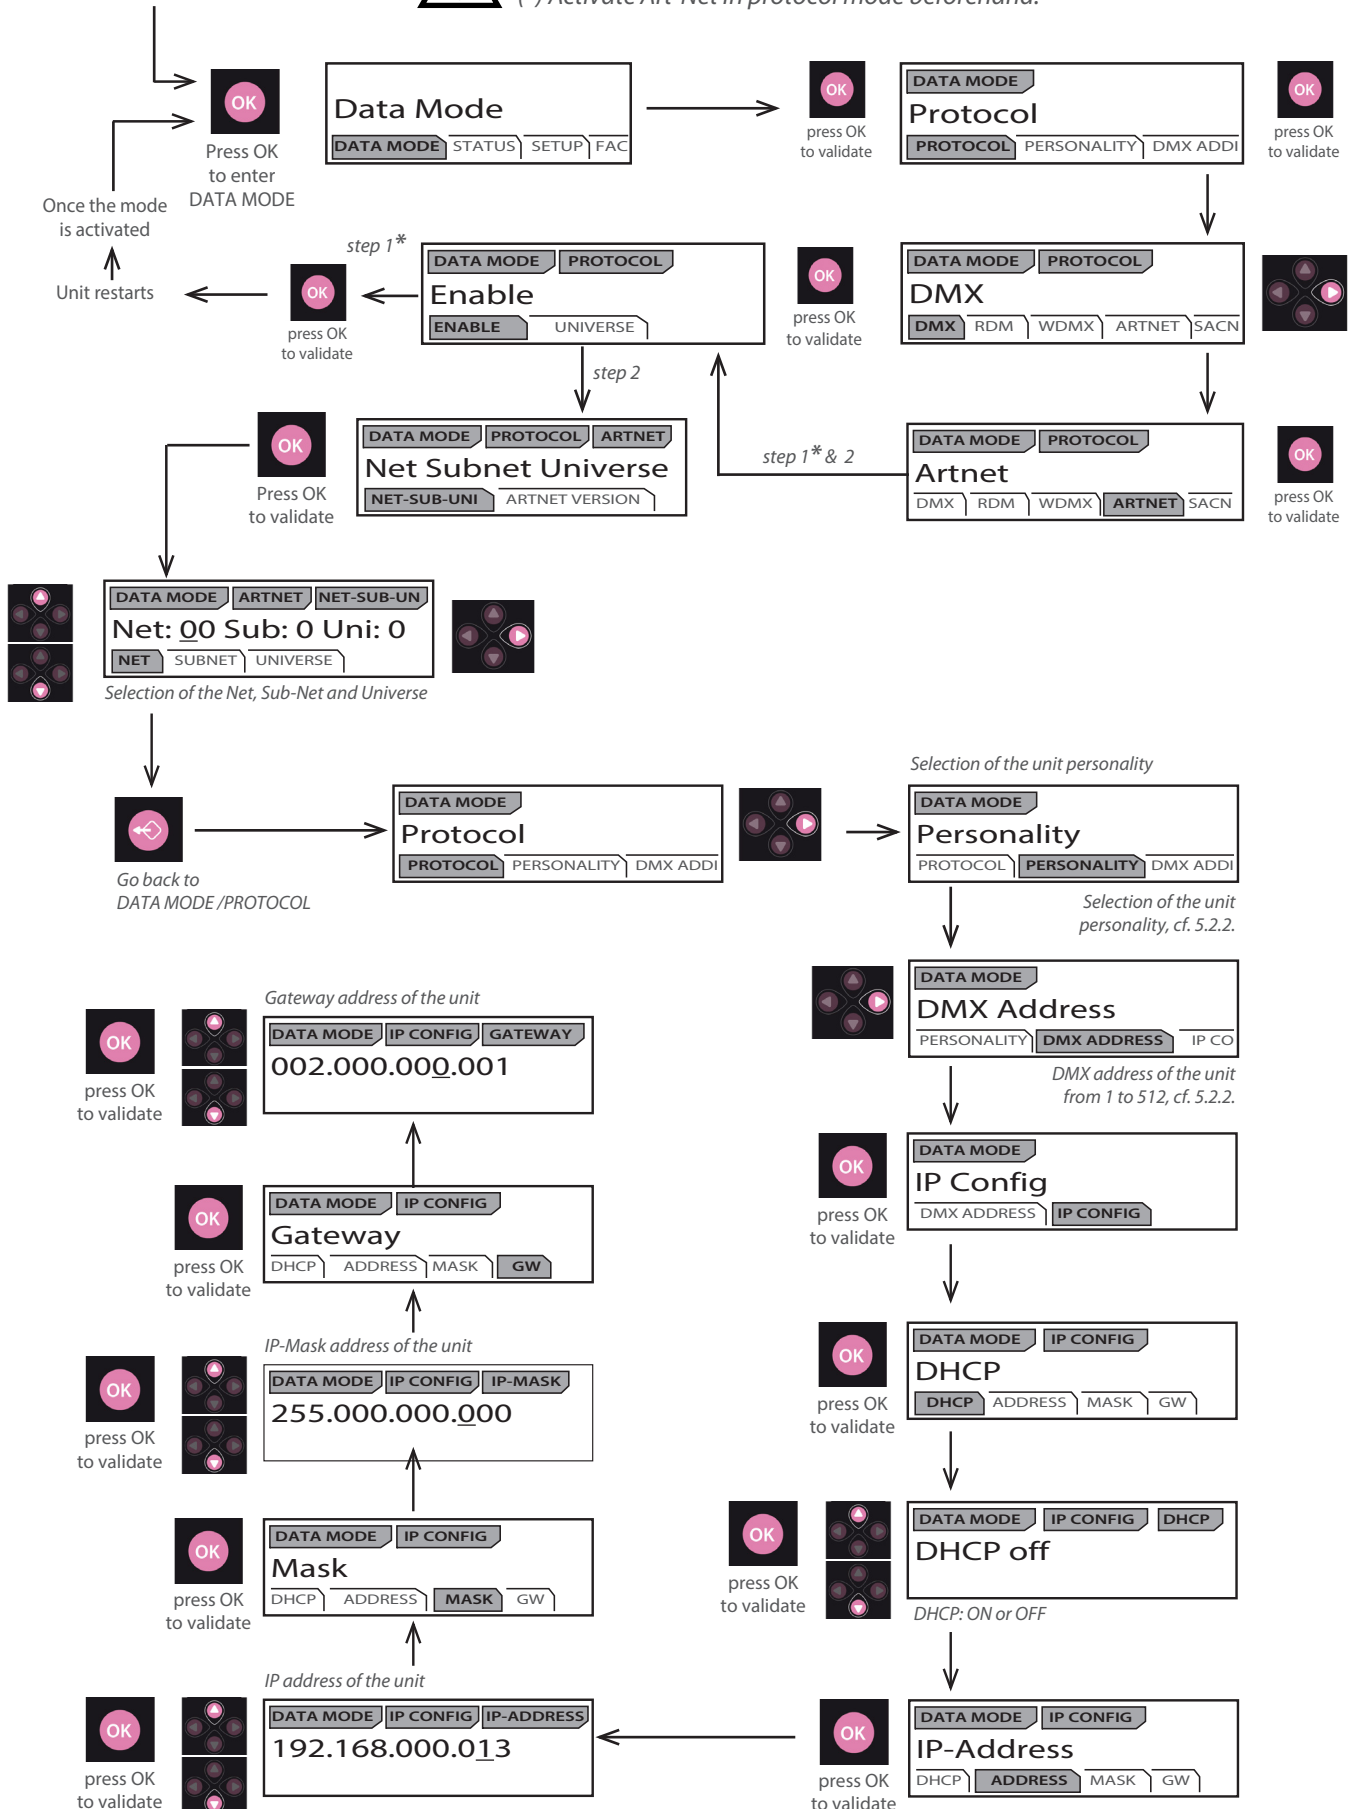 (*) Activate Art-Net in protocol mode beforehand.
OK
Press OK
to enter
DATA MODE
Data Mode
DATA MODE STATUS SETUP FAC
OK
press OK
to validate
DATA MODE
Protocol
PROTOCOL PERSONALITY DMX ADDI
OK
press OK
to validate
Once the mode
is activated
Unit restarts
OK
press OK
to validate
step 1*
DATA MODE PROTOCOL
Enable
ENABLE UNIVERSE
OK
press OK
to validate
DATA MODE PROTOCOL
DMX
DMX RDM WDMX ARTNET SACN
step 2
OK
Press OK
to validate
DATA MODE PROTOCOL ARTNET
Net Subnet Universe
NET-SUB-UNI ARTNET VERSION
step 1* & 2
DATA MODE PROTOCOL
Artnet
DMX RDM WDMX ARTNET SACN
OK
press OK
to validate
DATA MODE ARTNET NET-SUB-UN
Net: 00 Sub: 0 Uni: 0
NET SUBNET UNIVERSE
Selection of the Net, Sub-Net and Universe
Go back to
DATA MODE /PROTOCOL
DATA MODE
Protocol
PROTOCOL PERSONALITY DMX ADDI
Selection of the unit personality
DATA MODE
Personality
PROTOCOL PERSONALITY DMX ADDI
Selection of the unit
personality, cf. 5.2.2.
DATA MODE
DMX Address
PERSONALITY DMX ADDRESS IP CO
DMX address of the unit
from 1 to 512, cf. 5.2.2.
OK
press OK
to validate
DATA MODE
IP Config
DMX ADDRESS IP CONFIG
OK
press OK
to validate
DATA MODE IP CONFIG
DHCP
DHCP ADDRESS MASK GW
OK
press OK
to validate
DATA MODE IP CONFIG DHCP
DHCP off
DHCP: ON or OFF
OK
press OK
to validate
DATA MODE IP CONFIG
IP-Address
DHCP ADDRESS MASK GW
Gateway address of the unit
OK
press OK
to validate
DATA MODE IP CONFIG GATEWAY
002.000.000.001
OK
press OK
to validate
DATA MODE IP CONFIG
Gateway
DHCP ADDRESS MASK GW
IP-Mask address of the unit
OK
press OK
to validate
DATA MODE IP CONFIG IP-MASK
255.000.000.000
OK
press OK
to validate
DATA MODE IP CONFIG
Mask
DHCP ADDRESS MASK GW
IP address of the unit
OK
press OK
to validate
DATA MODE IP CONFIG IP-ADDRESS
192.168.000.013